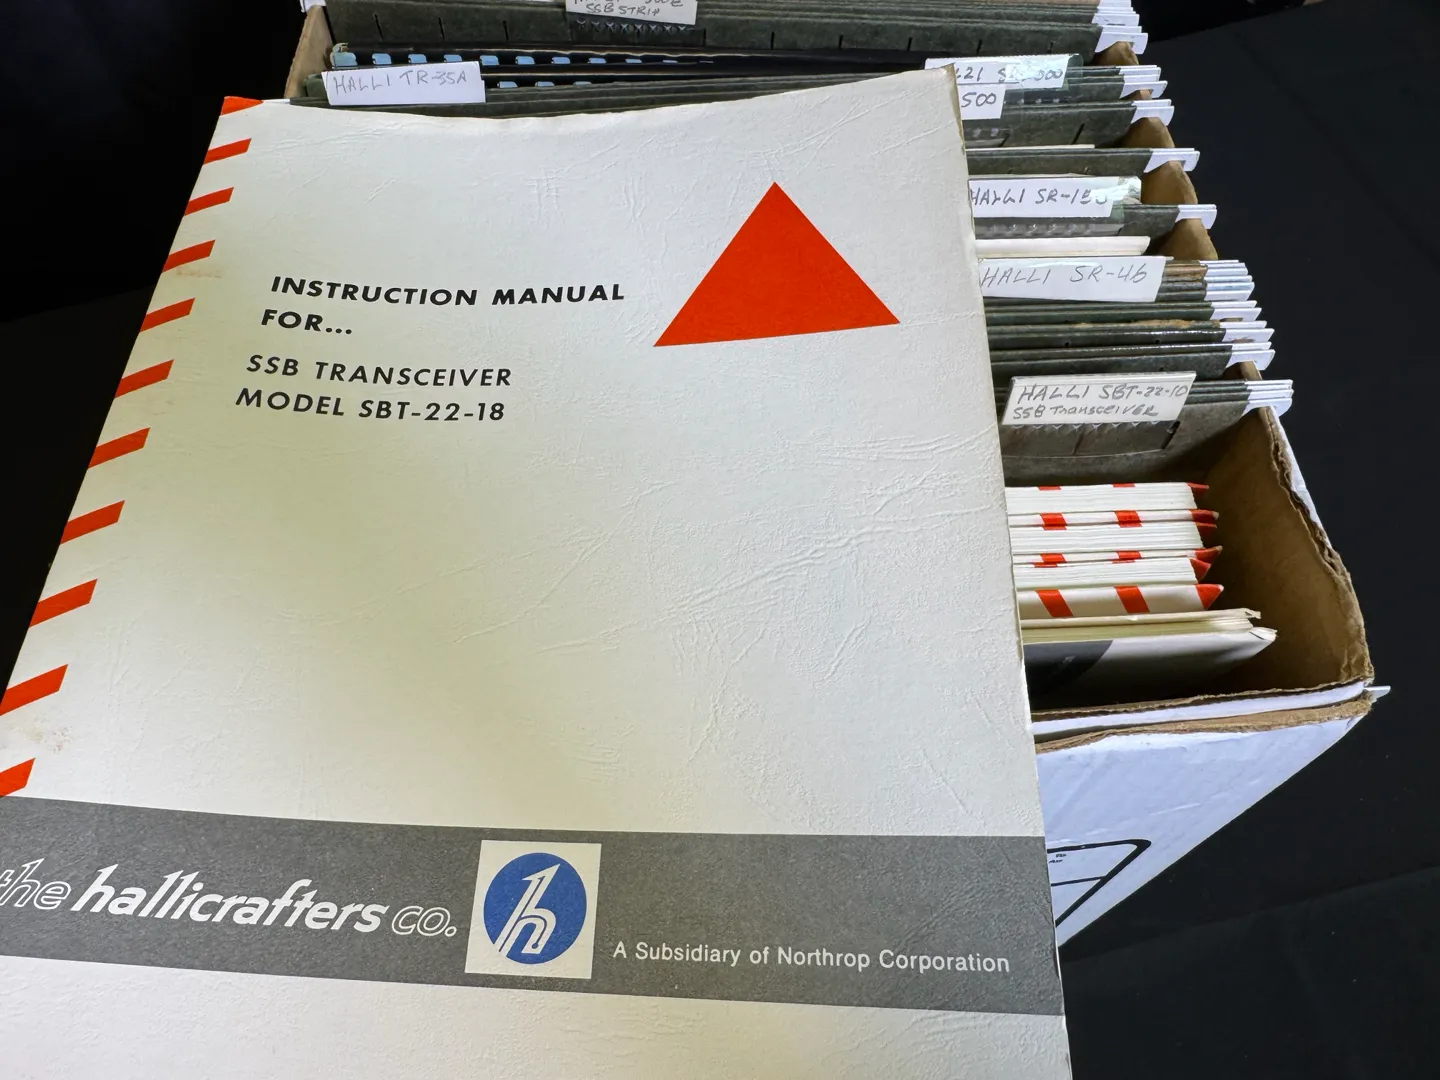 SSB STRIP
HALLI TR-35A
500
HALLI SR-150
HALLI SR-46
HALLI SBT-22-10
SSB TRANSCEIVER
INSTRUCTION MANUAL
FOR...
SSB TRANSCEIVER
MODEL SBT-22-18
the hallicrafters co.
h
A Subsidiary of Northrop Corporation